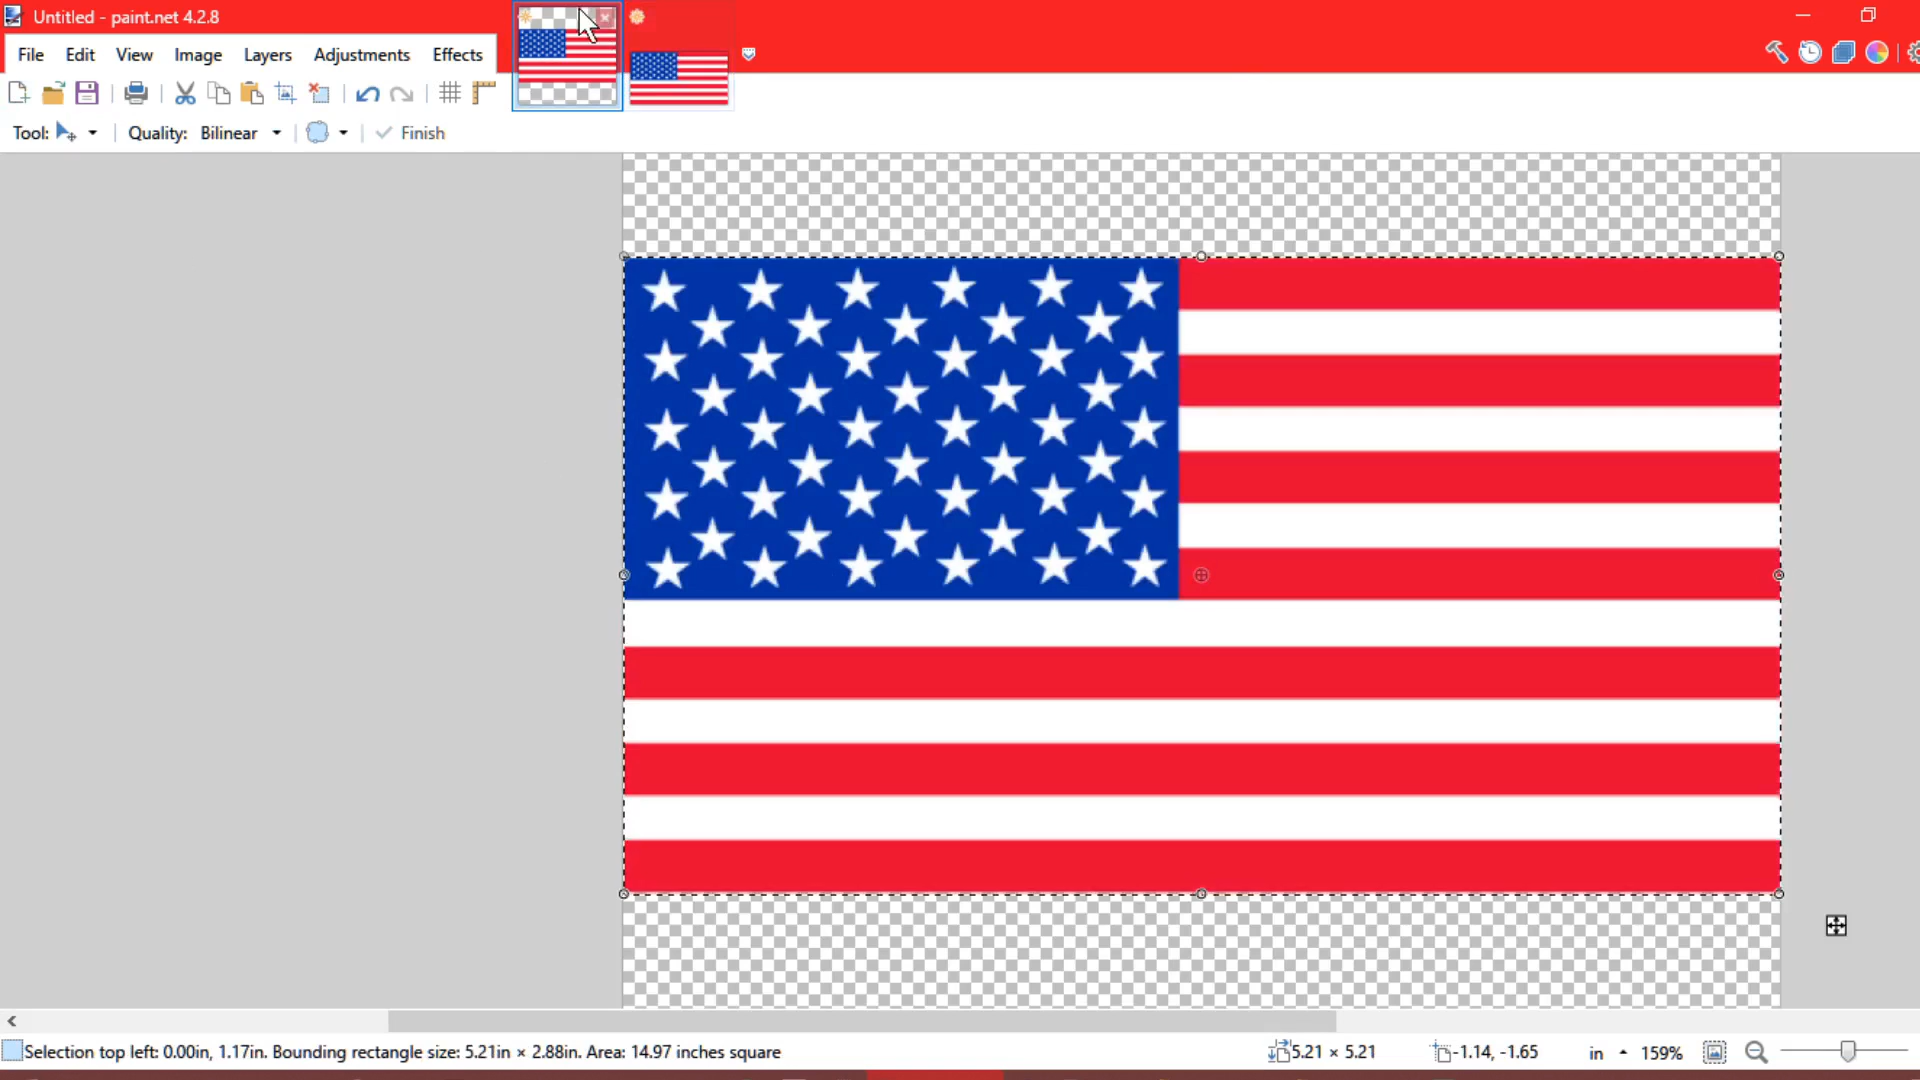 Untitled - paint.net 4.2.8
File Edit View Image Layers Adjustments Effects
Tool: Quality: Bilinear Finish
Selection top left: 0.00in, 1.17in. Bounding rectangle size: 5.21in × 2.88in. Area: 14.97 inches square 5.21 × 5.21 -1.14, -1.65 in 159%